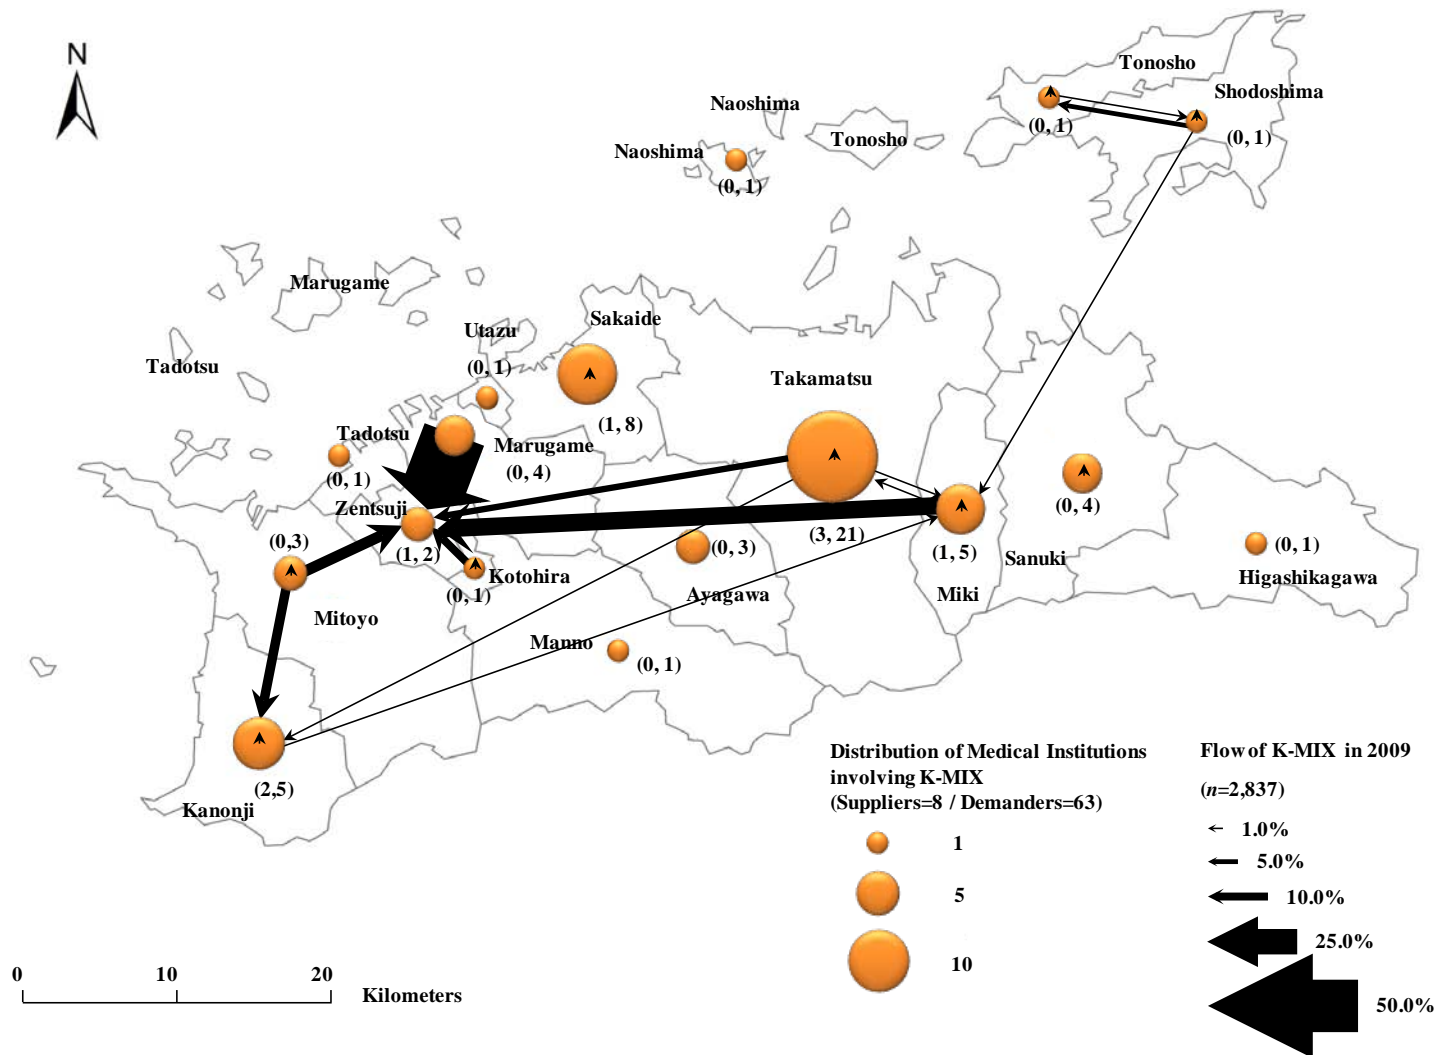 N
Tonosho
Shodoshima
(0, 1)
(0, 1)
Naoshima
Tonosho
Naoshima
(0, 1)
Marugame
Utazu
(0, 1)
Sakaide
(1, 8)
Tadotsu
Takamatsu
(3, 21)
Tadotsu
(0, 1)
Marugame
(0, 4)
Zentsuji
(1, 2)
(0,3)
Mitoyo
Kotohira
(0, 1)
(0, 3)
Ayagawa
(1, 5)
Miki
(0, 4)
Sanuki
(0, 1)
Higashikagawa
Manno
(0, 1)
(2,5)
Kanonji
Distribution of Medical Institutions
involving K-MIX
(Suppliers=8 / Demanders=63)
1
5
10
Flow of K-MIX in 2009
(n=2,837)
1.0%
5.0%
10.0%
25.0%
50.0%
0 10 20
Kilometers